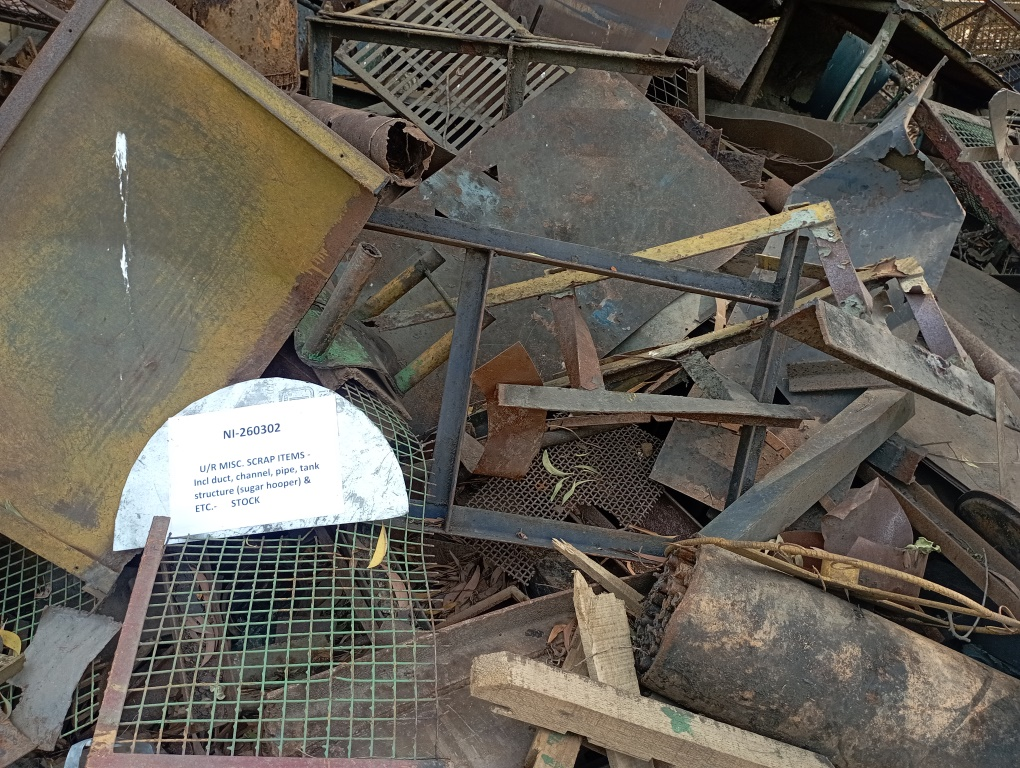 NI-260302
U/R MISC. SCRAP ITEMS -
Incl duct, channel, pipe, tank
structure (sugar hooper) &
ETC.- STOCK